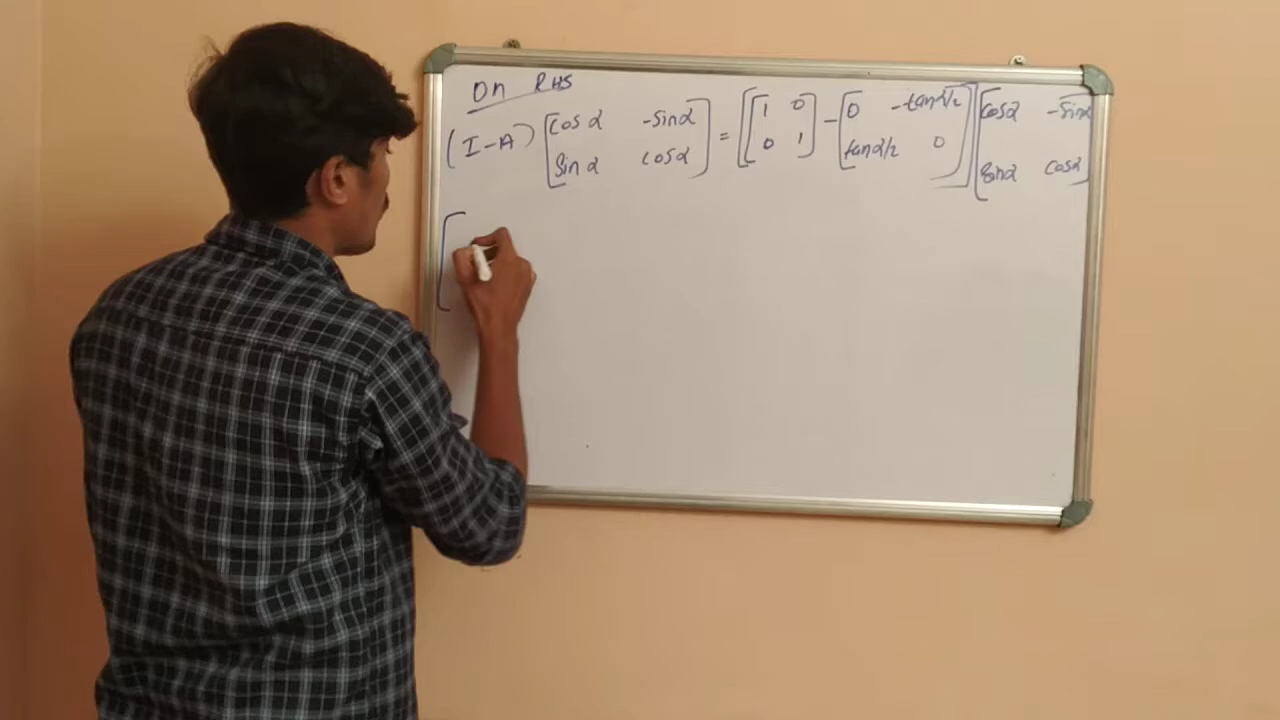 On RHS
(I-A) [cosα -sinα = [[1 0] - [0 -tanα/2]] [cosα -sinα
sinα cosα] 0 1 tanα/2 0 sinα cosα]
[